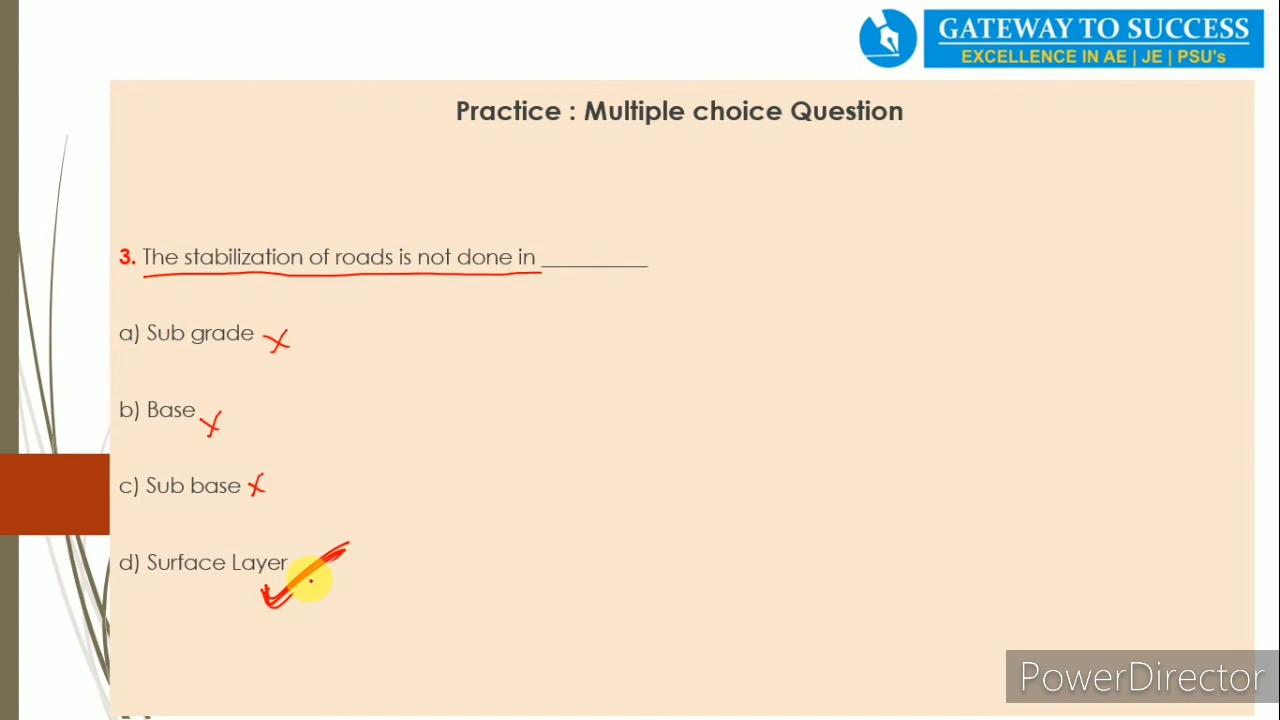 GATEWAY TO SUCCESS
EXCELLENCE IN AE | JE | PSU's
Practice : Multiple choice Question
3. The stabilization of roads is not done in __________
a) Sub grade
b) Base
c) Sub base
d) Surface Layer
PowerDirector